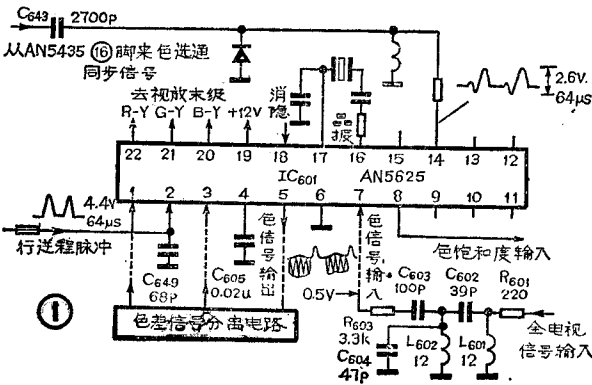 C643 2700p
从AN5435 ⑯ 脚来色选通
同步信号
2.6V
64μs
去视放末级
R-Y G-Y B-Y +12V
消隐
色振
22 21 20 19 18 17 16 15 14 13 12
IC601 AN5625
1 2 3 4 5 6 7 8 9 10 11
4.4V
64μs
行逆程脉冲
C649
68p
C605
0.02u
色信号输出
色信号输入
0.5V
色饱和度输入
C603
100p
C602
39p
R601
220
R603
3.3k
C604
47p
L602
12
L601
12
全电视
信号输入
色差信号分出电路
①